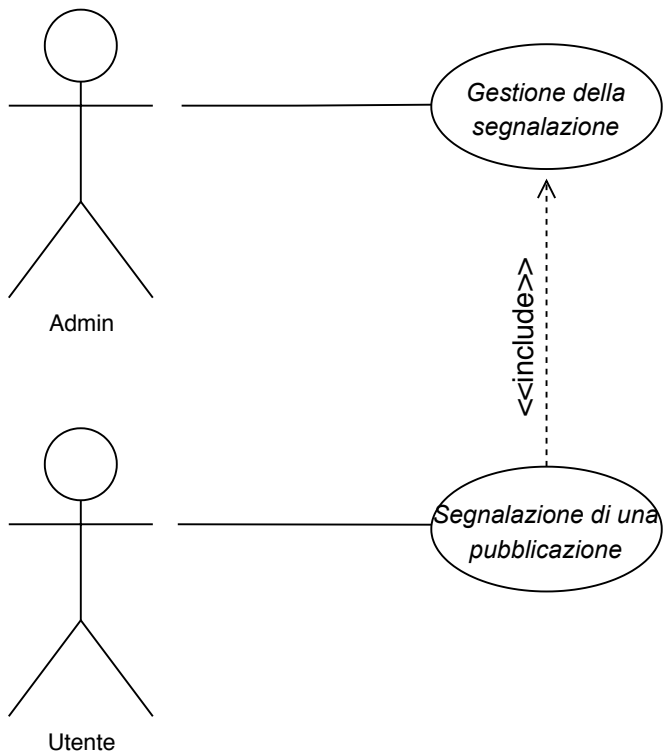 Gestione della
segnalazione
Admin
<<include>>
Segnalazione di una
pubblicazione
Utente